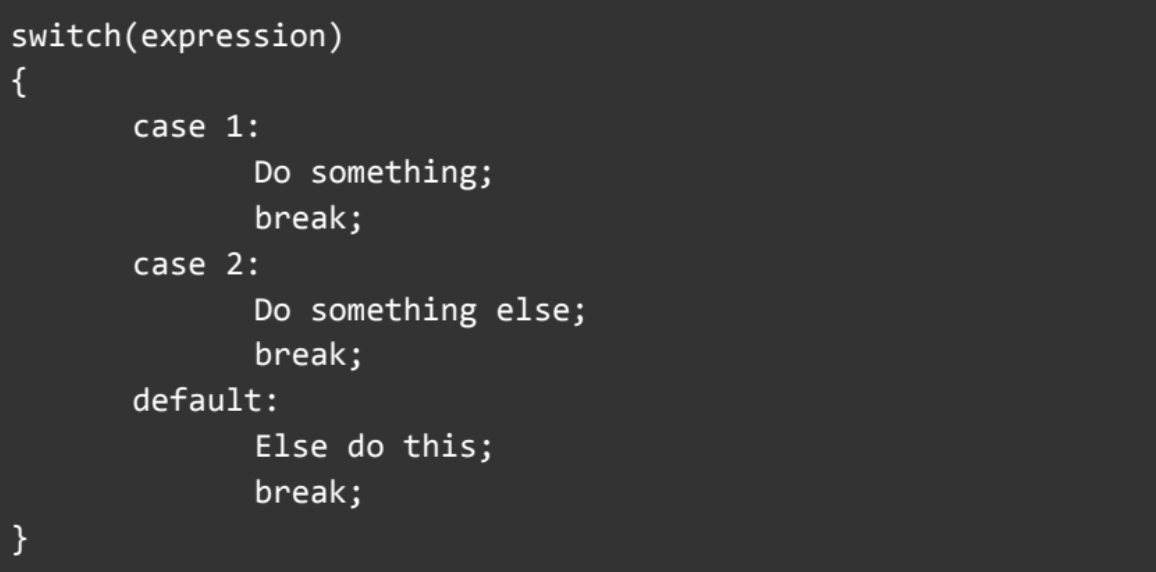 switch(expression)
{
case 1:
Do something;
break;
case 2:
Do something else;
break;
default:
Else do this;
break;
}